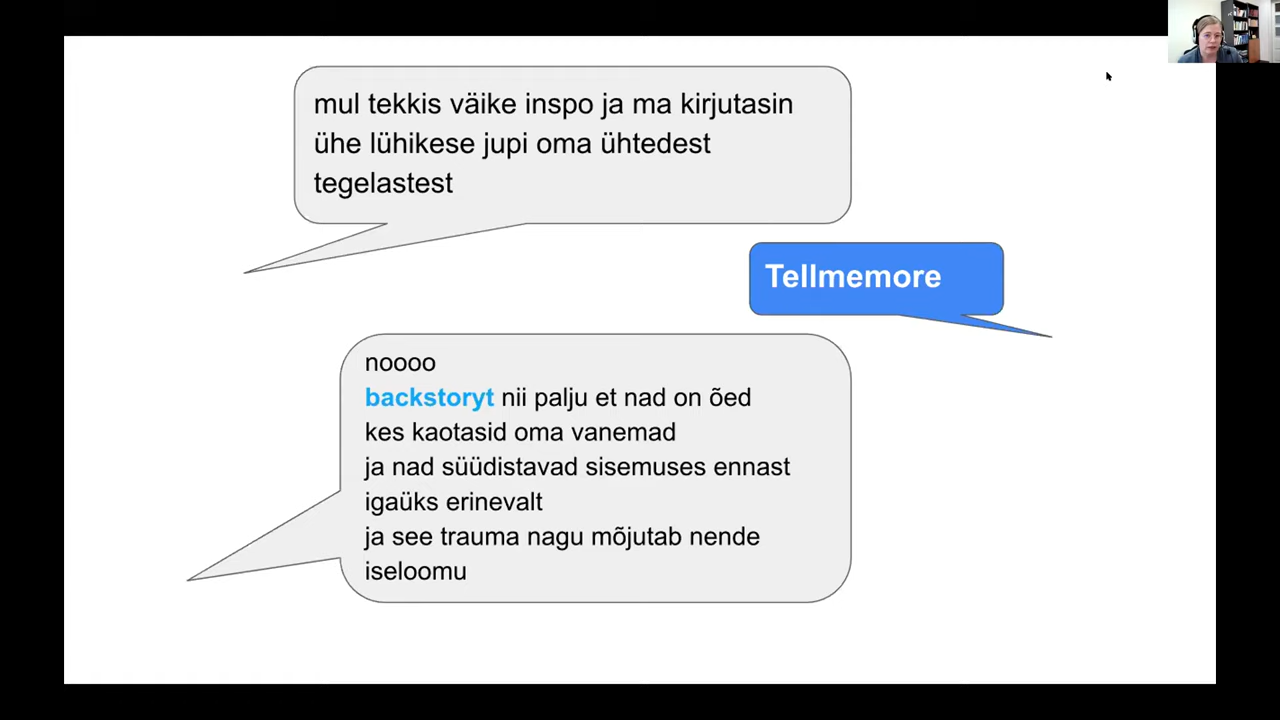 mul tekkis väike inspo ja ma kirjutasin
ühe lühikese jupi oma ühtedest
tegelastest
Tellmemore
noooo
backstoryt nii palju et nad on õed
kes kaotasid oma vanemad
ja nad süüdistavad sisemuses ennast
igaüks erinevalt
ja see trauma nagu mõjutab nende
iseloomu